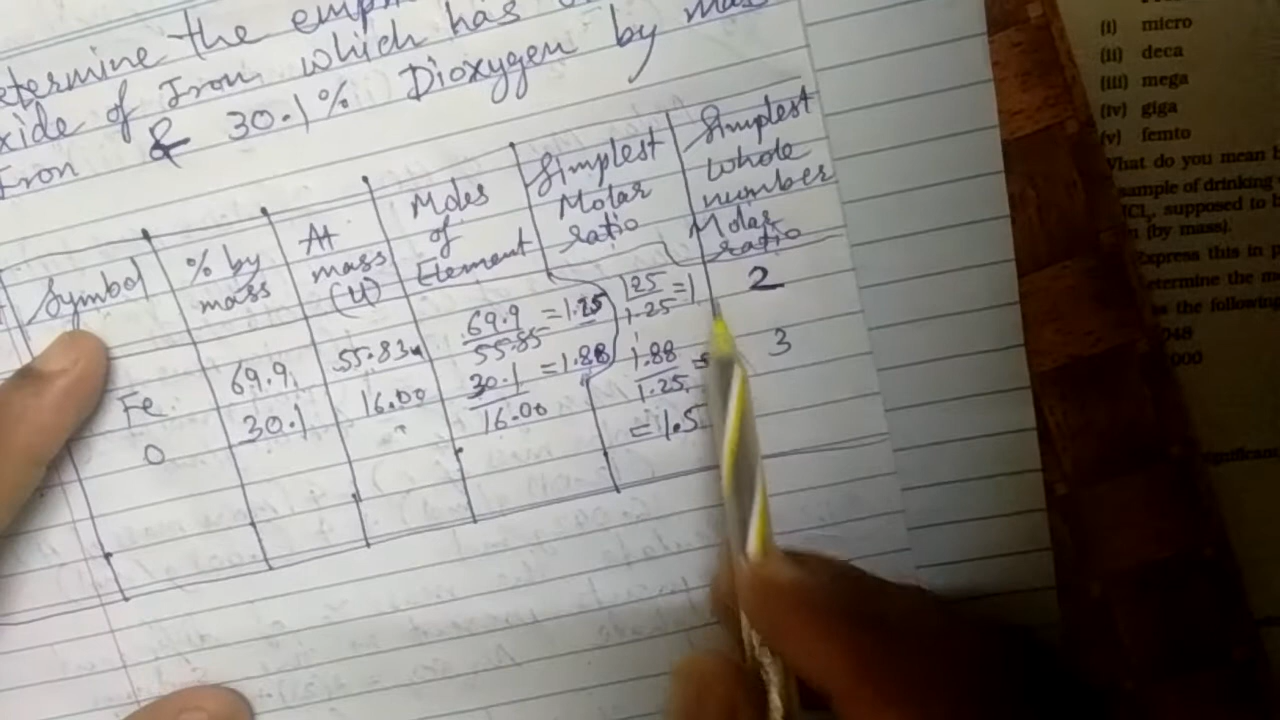 etermine the emp
xide of Iron which has
Iron & 30.1% Dioxygen by mas
Symbol
% by
mass
At
mass
(U)
Moles
of
Element
Simplest
Molar
ratio
Simplest
whole
number
Molar
ratio
Fe
69.9
55.83
69.9/55.85 = 1.25
1.25/1.25 = 1
2
O
30.1
16.00
30.1/16.00 = 1.88
1.88/1.25
= 1.5
3
(i) micro
(ii) deca
(iii) mega
(iv) giga
(v) femto
What do you mean
sample of drinking
supposed to
(by mass).
Express this in
etermine the
the following
048
000